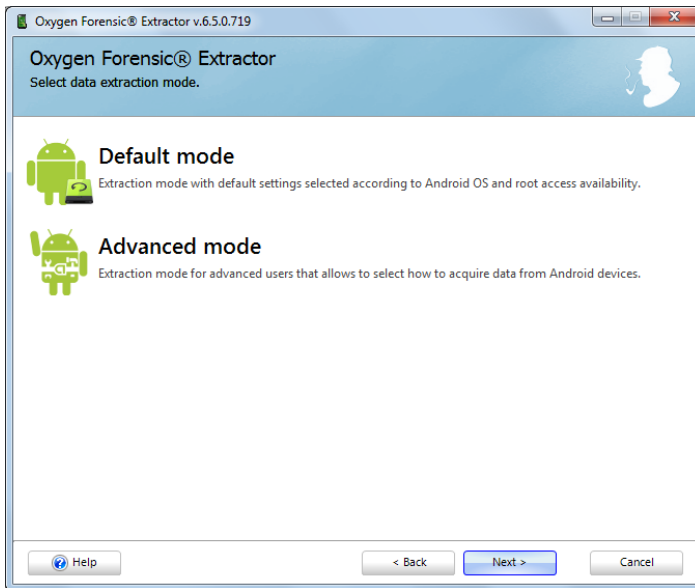 Oxygen Forensic® Extractor v.6.5.0.719
Oxygen Forensic® Extractor
Select data extraction mode.
Default mode
Extraction mode with default settings selected according to Android OS and root access availability.
Advanced mode
Extraction mode for advanced users that allows to select how to acquire data from Android devices.
Help
< Back
Next >
Cancel